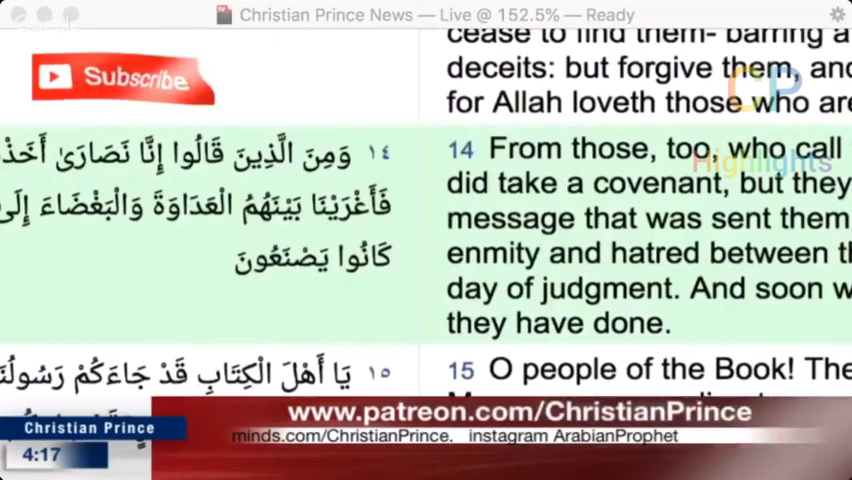 Christian Prince News — Live @ 152.5% — Ready
Subscribe
cease to find them- barring a
deceits: but forgive them, and
for Allah loveth those who are
CP
Highlights
١٤ وَمِنَ الَّذِينَ قَالُوا إِنَّا نَصَارَىٰ أَخَذْ
فَأَغْرَيْنَا بَيْنَهُمُ الْعَدَاوَةَ وَالْبَغْضَاءَ إِلَىٰ
كَانُوا يَصْنَعُونَ
14 From those, too, who call
did take a covenant, but they
message that was sent them
enmity and hatred between th
day of judgment. And soon w
they have done.
١٥ يَا أَهْلَ الْكِتَابِ قَدْ جَاءَكُمْ رَسُولُنَا
15 O people of the Book! The
www.patreon.com/ChristianPrince
Christian Prince
minds.com/ChristianPrince. instagram ArabianProphet
4:17